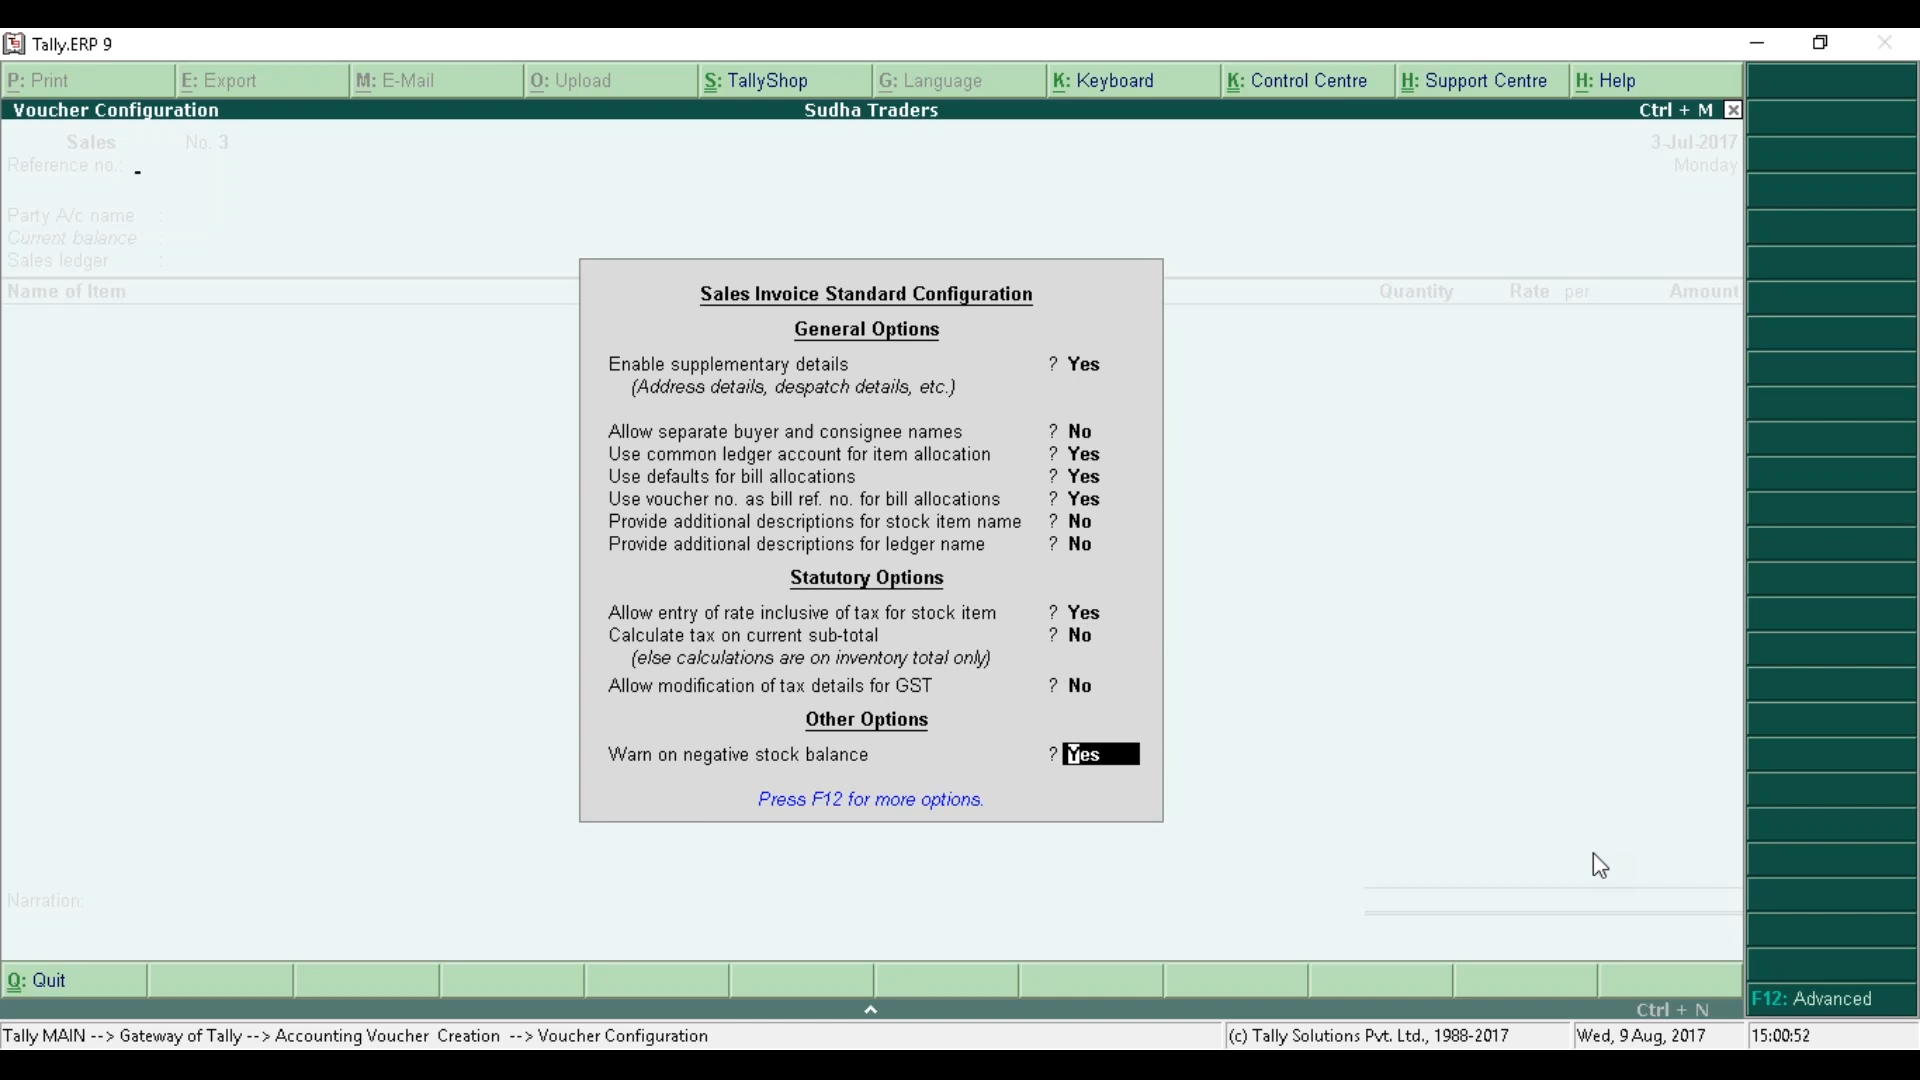 Tally.ERP 9
P: Print E: Export M: E-Mail O: Upload S: TallyShop G: Language K: Keyboard K: Control Centre H: Support Centre H: Help
Voucher Configuration Sudha Traders Ctrl + M
Sales No. 3 3-Jul-2017
Reference no.: Monday
Party A/c name :
Current balance :
Sales ledger :
Name of Item Quantity Rate per Amount
Sales Invoice Standard Configuration
General Options
Enable supplementary details ? Yes
(Address details, despatch details, etc.)
Allow separate buyer and consignee names ? No
Use common ledger account for item allocation ? Yes
Use defaults for bill allocations ? Yes
Use voucher no. as bill ref. no. for bill allocations ? Yes
Provide additional descriptions for stock item name ? No
Provide additional descriptions for ledger name ? No
Statutory Options
Allow entry of rate inclusive of tax for stock item ? Yes
Calculate tax on current sub-total ? No
(else calculations are on inventory total only)
Allow modification of tax details for GST ? No
Other Options
Warn on negative stock balance ? Yes
Press F12 for more options.
Narration:
Q: Quit
F12: Advanced
Ctrl + N
Tally MAIN --> Gateway of Tally --> Accounting Voucher Creation --> Voucher Configuration (c) Tally Solutions Pvt. Ltd., 1988-2017 Wed, 9 Aug, 2017 15:00:52